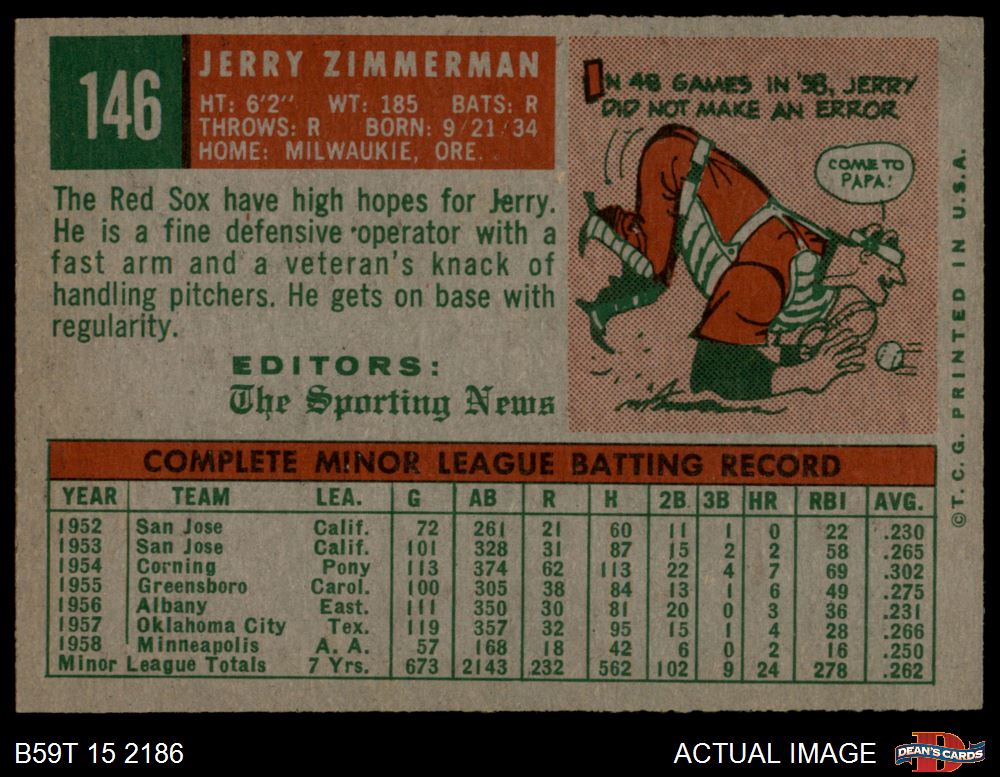 146
JERRY ZIMMERMAN
HT: 6'2" WT: 185 BATS: R
THROWS: R BORN: 9/21/34
HOME: MILWAUKIE, ORE.
The Red Sox have high hopes for Jerry.
He is a fine defensive operator with a
fast arm and a veteran's knack of
handling pitchers. He gets on base with
regularity.
EDITORS:
The Sporting News
IN 48 GAMES IN '58, JERRY
DID NOT MAKE AN ERROR
COME TO
PAPA!
© T.C.G. PRINTED IN U.S.A.
COMPLETE MINOR LEAGUE BATTING RECORD
YEAR TEAM LEA. G AB R H 2B 3B HR RBI AVG.
1952 San Jose Calif. 72 261 21 60 11 1 0 22 .230
1953 San Jose Calif. 101 328 31 87 15 2 2 58 .265
1954 Corning Pony 113 374 62 113 22 4 7 69 .302
1955 Greensboro Carol. 100 305 38 84 13 1 6 49 .275
1956 Albany East. 111 350 30 81 20 0 3 36 .231
1957 Oklahoma City Tex. 119 357 32 95 15 1 4 28 .266
1958 Minneapolis A. A. 57 168 18 42 6 0 2 16 .250
Minor League Totals 7 Yrs. 673 2143 232 562 102 9 24 278 .262
B59T 15 2186
ACTUAL IMAGE
DEAN'S CARDS